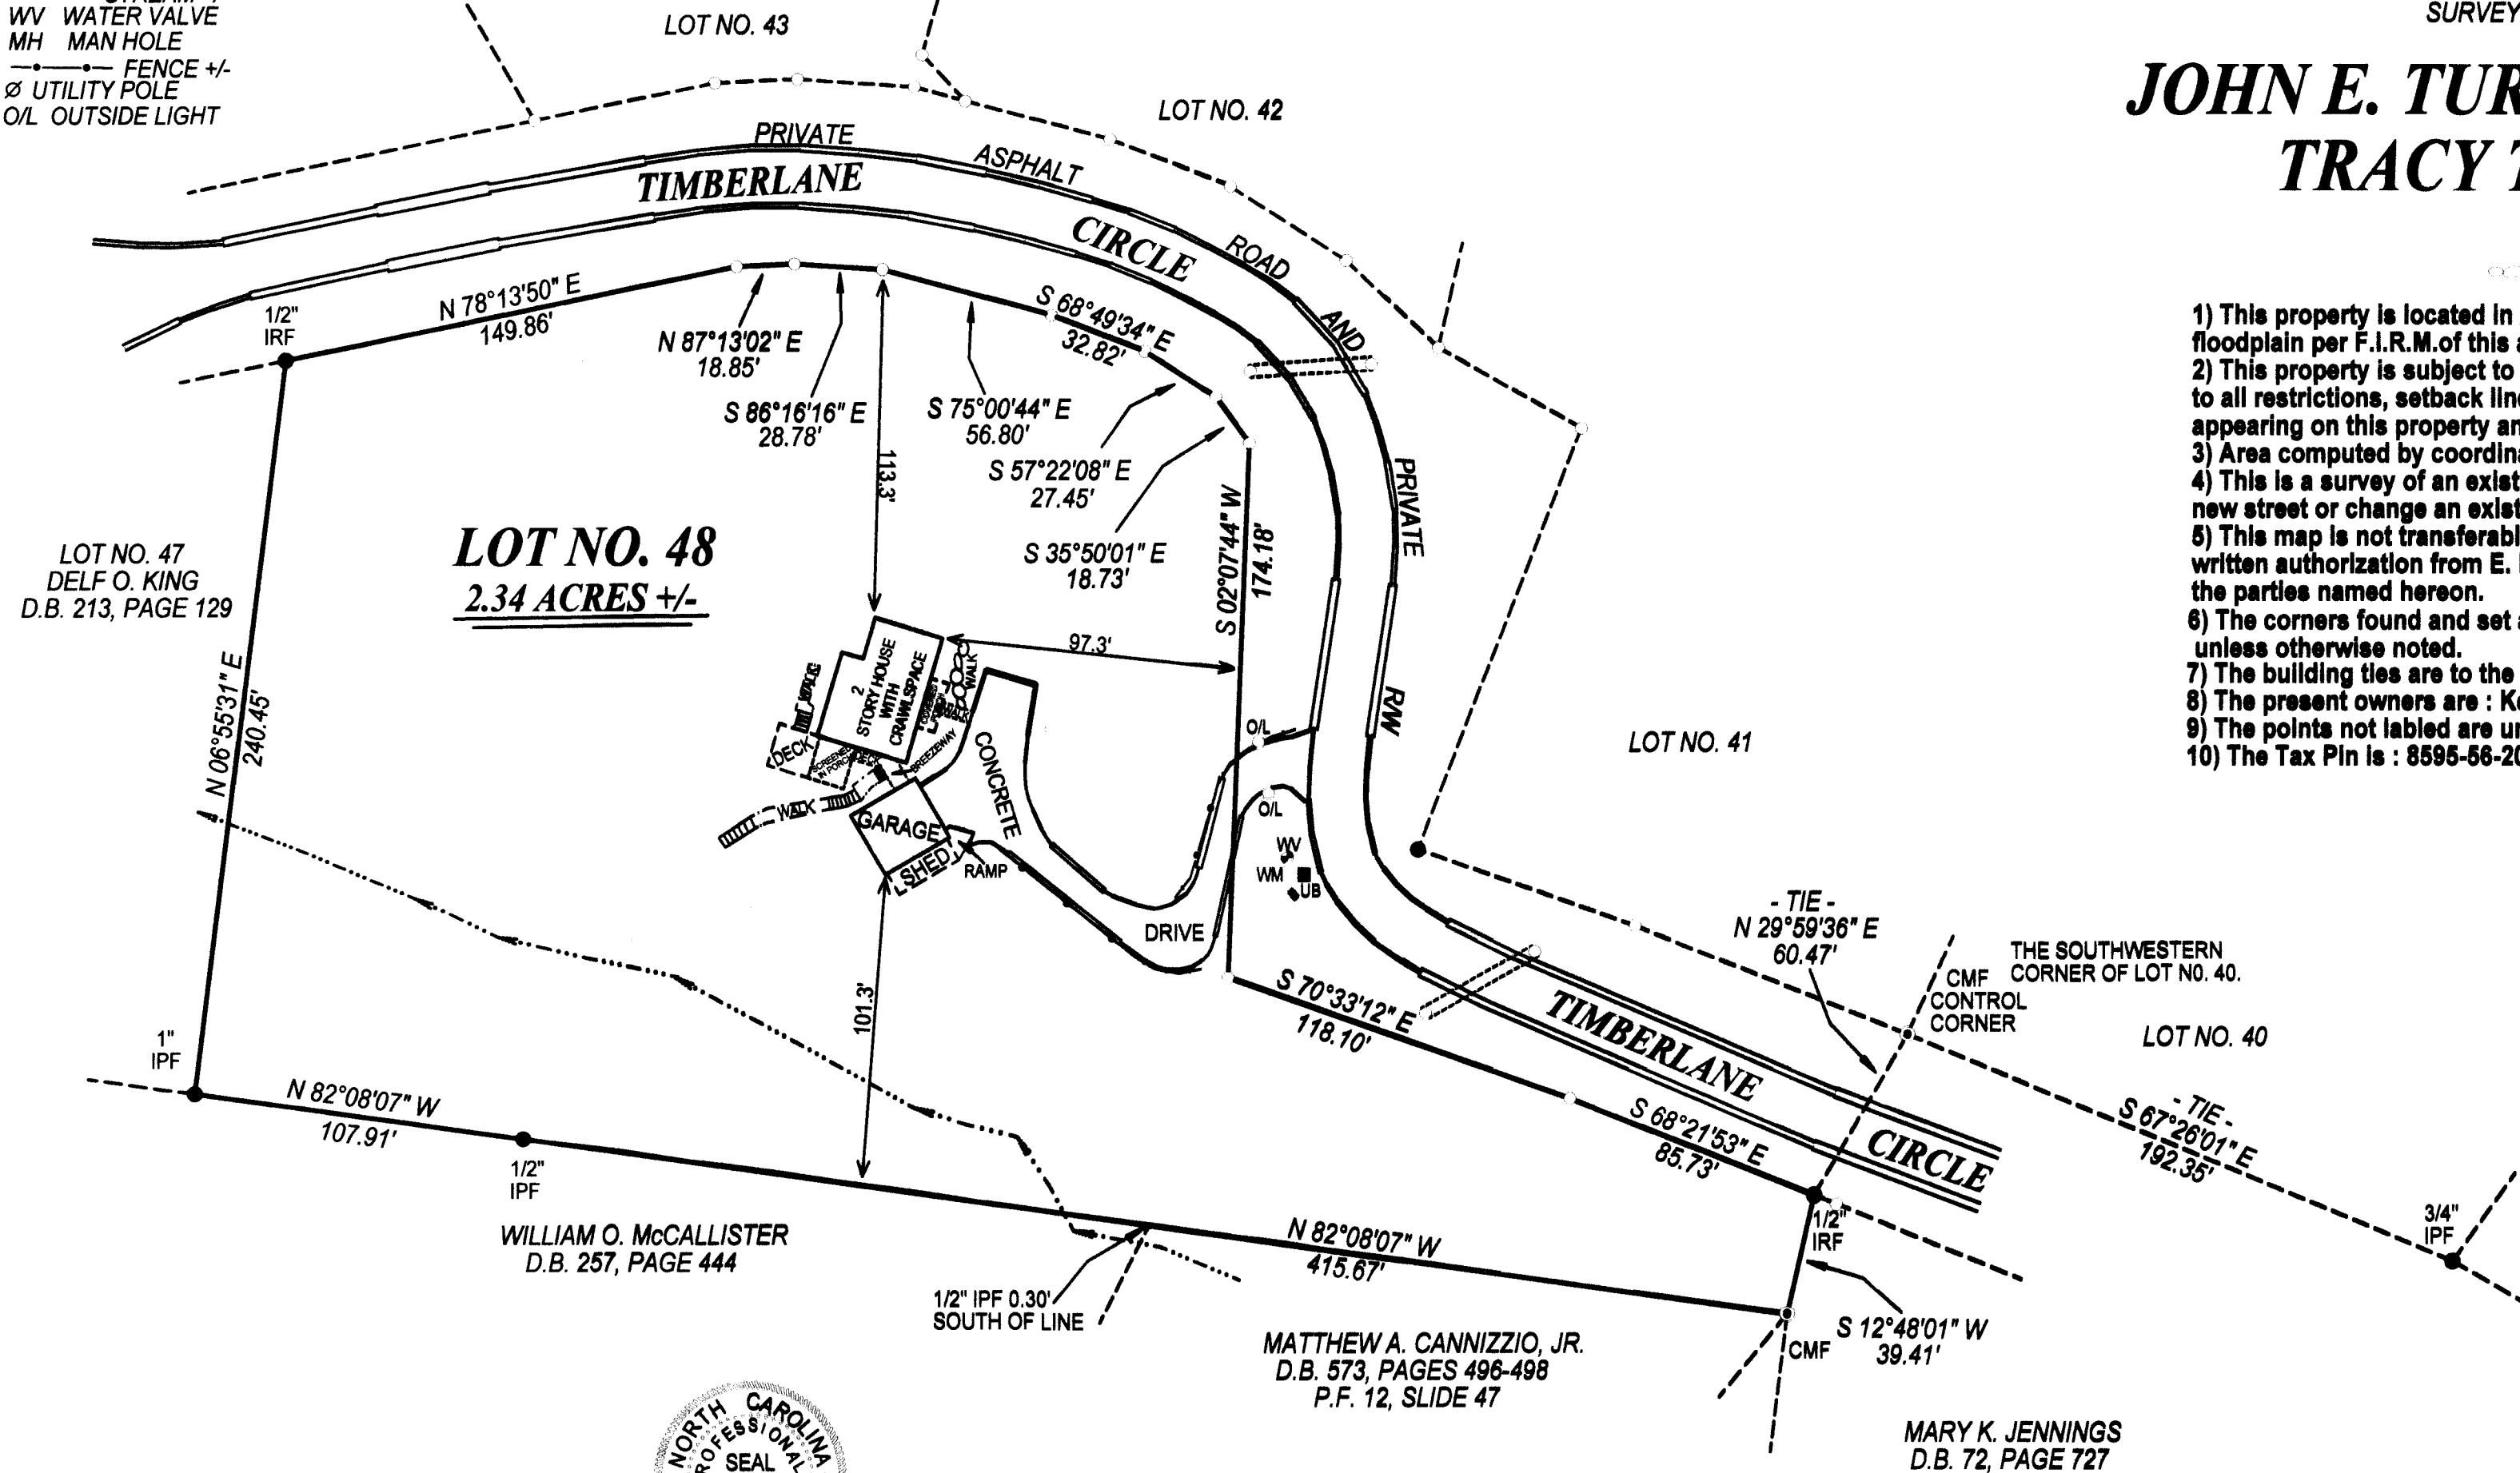 WV WATER VALVE
MH MAN HOLE
FENCE +/-
Ø UTILITY POLE
O/L OUTSIDE LIGHT
LOT NO. 43
LOT NO. 42
SURVEY
JOHN E. TUR
TRACY T
PRIVATE
ASPHALT
ROAD
AND
PRIVATE
R/W
TIMBERLANE
CIRCLE
1/2"
IRF
N 78°13'50" E
149.86'
N 87°13'02" E
18.85'
S 86°16'16" E
28.78'
S 75°00'44" E
56.80'
S 68°49'34" E
32.82'
S 57°22'08" E
27.45'
S 35°50'01" E
18.73'
S 02°07'44" W
174.18'
113.3'
1) This property is located in
floodplain per F.I.R.M.of this a
2) This property is subject to
to all restrictions, setback line
appearing on this property an
3) Area computed by coordina
4) This is a survey of an exist
new street or change an exist
5) This map is not transferabl
written authorization from E.
the parties named hereon.
6) The corners found and set a
unless otherwise noted.
7) The building ties are to the
8) The present owners are : Ke
9) The points not labled are un
10) The Tax Pin is : 8595-56-20
LOT NO. 47
DELF O. KING
D.B. 213, PAGE 129
LOT NO. 48
2.34 ACRES +/-
N 06°55'31" E
240.45'
97.3'
2
STORY HOUSE
WITH
CRAWLSPACE
WALK
DECK
SCREENED
IN PORCH
BREEZEWAY
WALK
GARAGE
SHED
RAMP
CONCRETE
DRIVE
O/L
O/L
WV
WM
UB
LOT NO. 41
101.3'
- TIE -
N 29°59'36" E
60.47'
THE SOUTHWESTERN
CORNER OF LOT N0. 40.
CMF
CONTROL
CORNER
LOT NO. 40
S 70°33'12" E
118.10'
TIMBERLANE
CIRCLE
S 68°21'53" E
85.73'
- TIE -
S 67°26'01" E
192.35'
3/4"
IPF
1"
IPF
N 82°08'07" W
107.91'
1/2"
IPF
WILLIAM O. McCALLISTER
D.B. 257, PAGE 444
1/2" IPF 0.30'
SOUTH OF LINE
N 82°08'07" W
415.67'
1/2"
IRF
S 12°48'01" W
39.41'
CMF
MATTHEW A. CANNIZZIO, JR.
D.B. 573, PAGES 496-498
P.F. 12, SLIDE 47
MARY K. JENNINGS
D.B. 72, PAGE 727
NORTH CAROLINA
ROFESSIONAL
SEAL